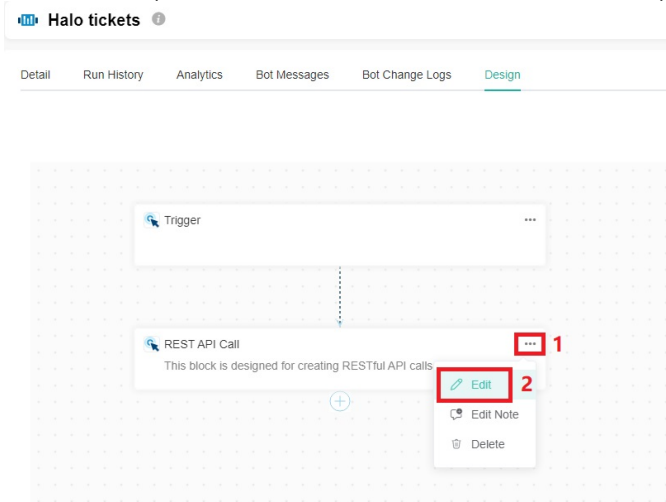 Halo tickets
Detail Run History Analytics Bot Messages Bot Change Logs Design
Trigger
REST API Call
1
This block is designed for creating RESTful API calls
Edit
2
Edit Note
Delete